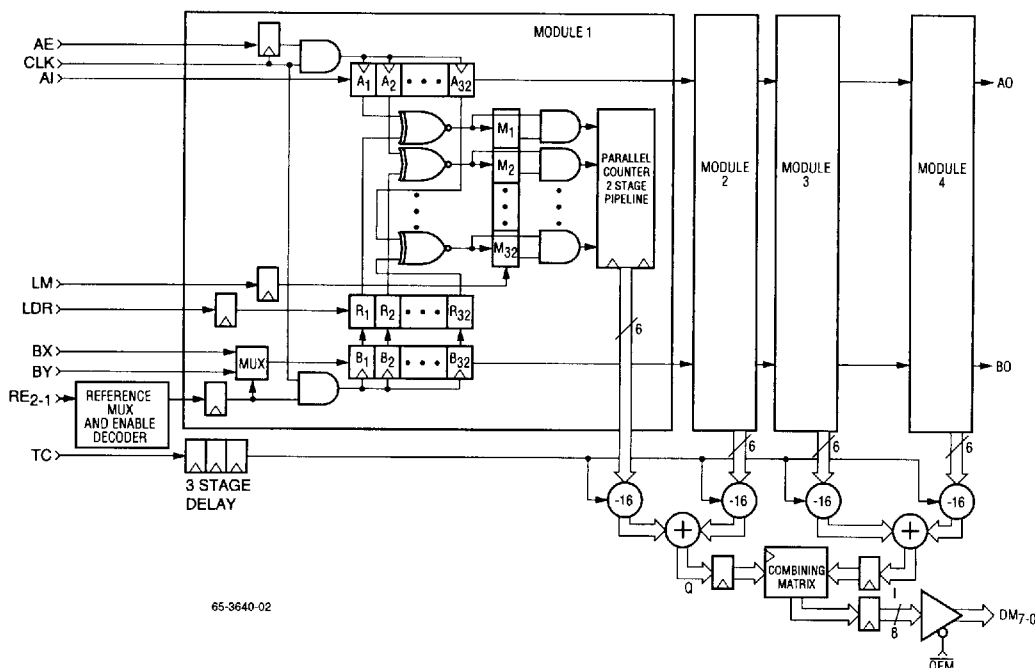 MODULE 1
AE
CLK
AI
A1 A2 • • • A32
AO
M1
M2
M32
PARALLEL
COUNTER
2 STAGE
PIPELINE
MODULE
2
MODULE
3
MODULE
4
LM
LDR
R1 R2 • • • R32
6
BX
BY
MUX
B1 B2 • • • B32
BO
RE2-1
REFERENCE
MUX
AND ENABLE
DECODER
6
6
6
TC
3 STAGE
DELAY
-16
-16
-16
-16
+
+
Q
COMBINING
MATRIX
I
65-3640-02
8
DM7-0
OEM